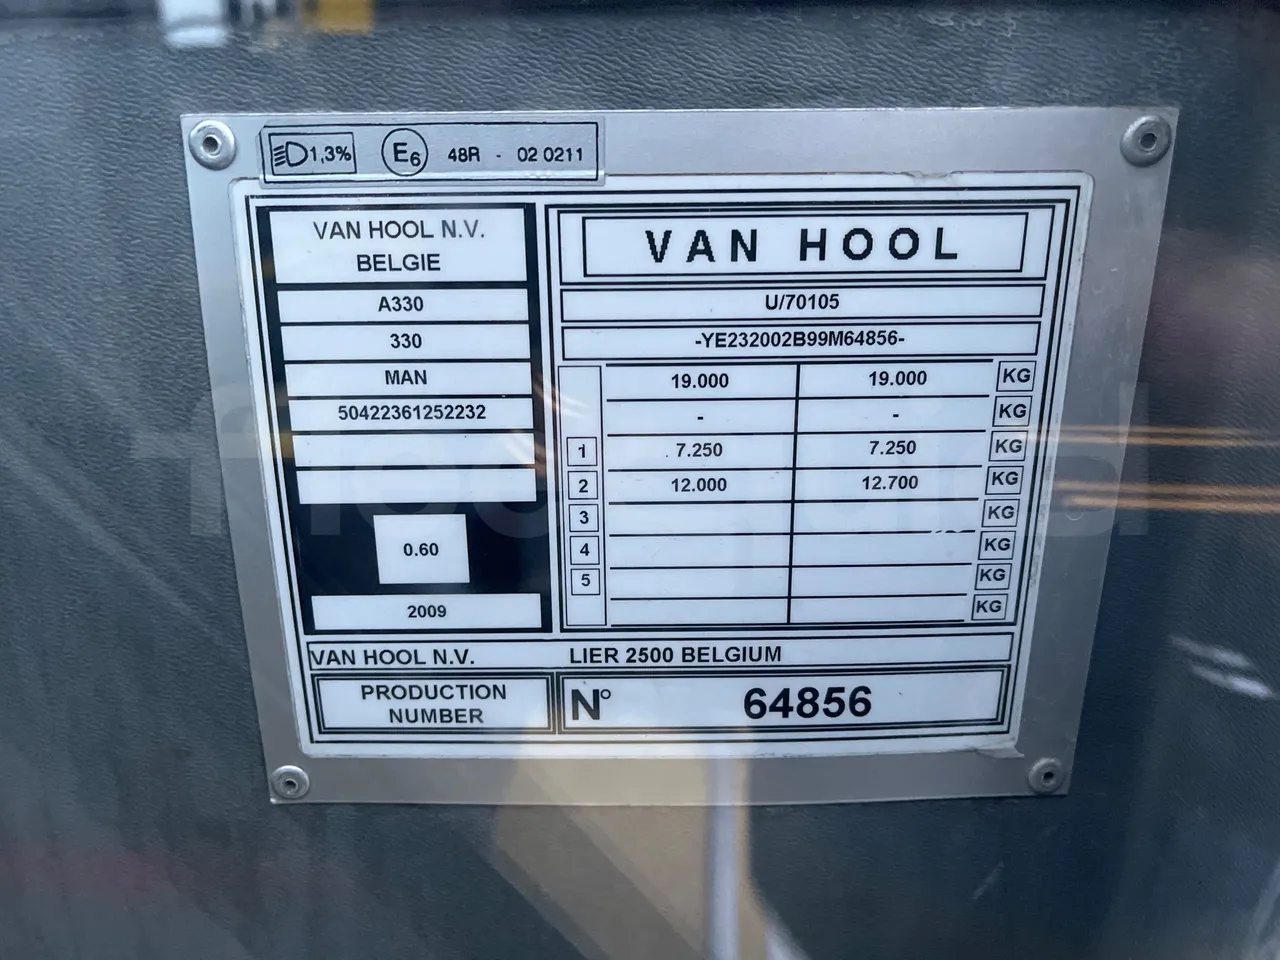 1,3% E6 48R - 02 0211
VAN HOOL N.V.
BELGIE
A330
330
MAN
50422361252232
0.60
2009
VAN HOOL
U/70105
-YE232002B99M64856-
19.000 19.000 KG
- - KG
1 7.250 7.250 KG
2 12.000 12.700 KG
3 KG
4 KG
5 KG
KG
VAN HOOL N.V. LIER 2500 BELGIUM
PRODUCTION
NUMBER
N° 64856